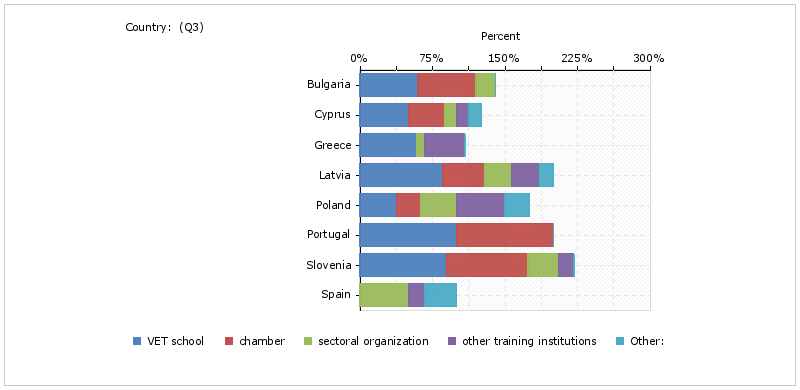 Country: (Q3)
Percent
0% 75% 150% 225% 300%
Bulgaria
Cyprus
Greece
Latvia
Poland
Portugal
Slovenia
Spain
VET school chamber sectoral organization other training institutions Other: